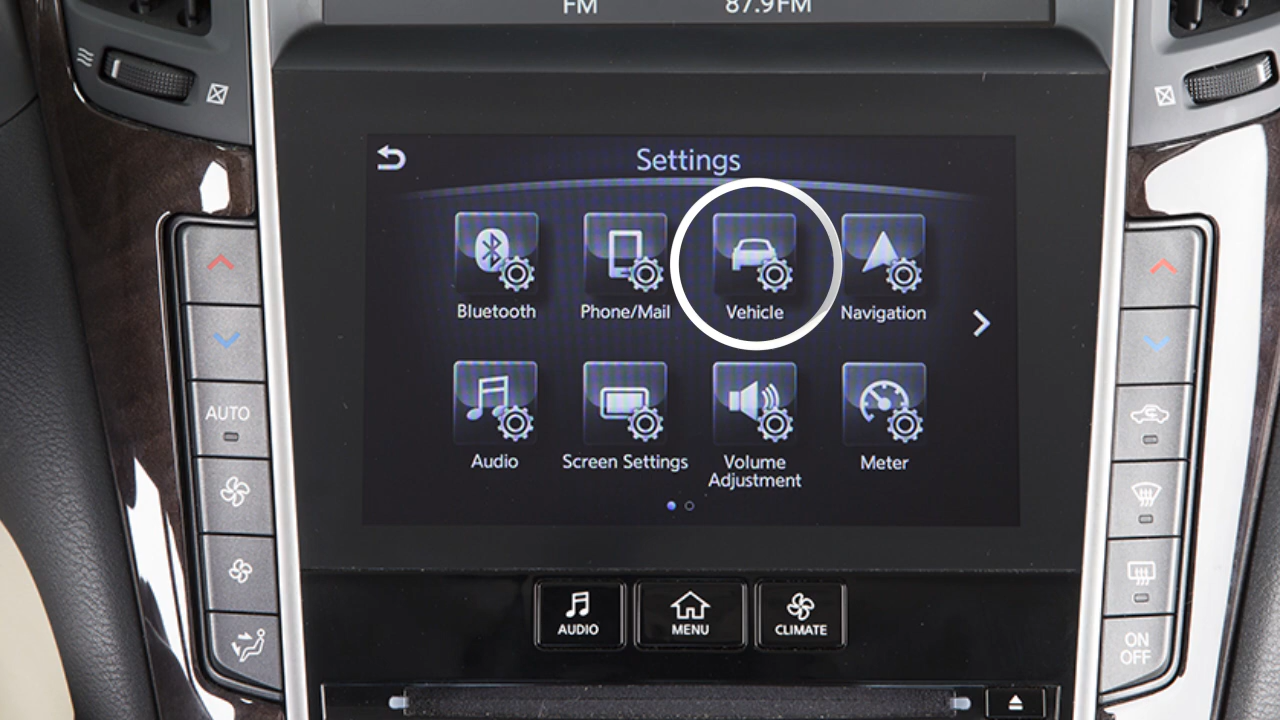 FM 87.9FM
Settings
Bluetooth Phone/Mail Vehicle Navigation
Audio Screen Settings Volume Adjustment Meter
AUTO
AUDIO MENU CLIMATE
ON
OFF